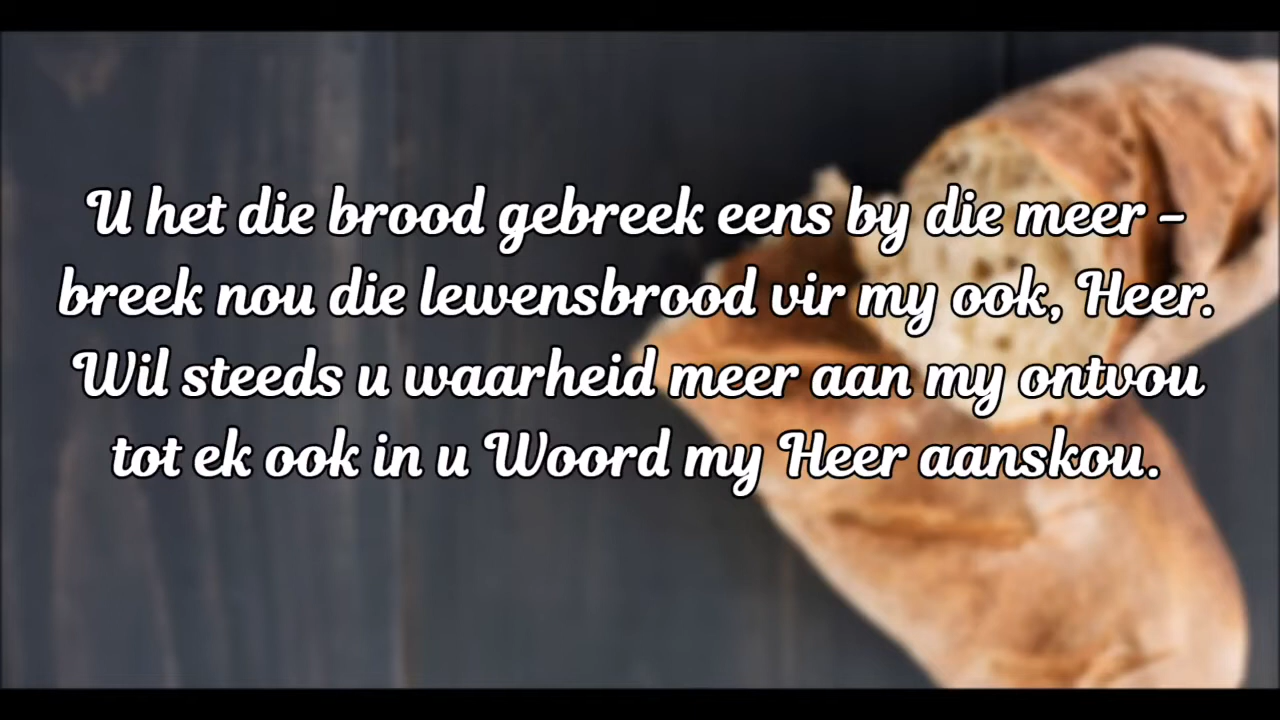 U het die brood gebreek eens by die meer –
breek nou die lewensbrood vir my ook, Heer.
Wil steeds u waarheid meer aan my ontvou
tot ek ook in u Woord my Heer aanskou.